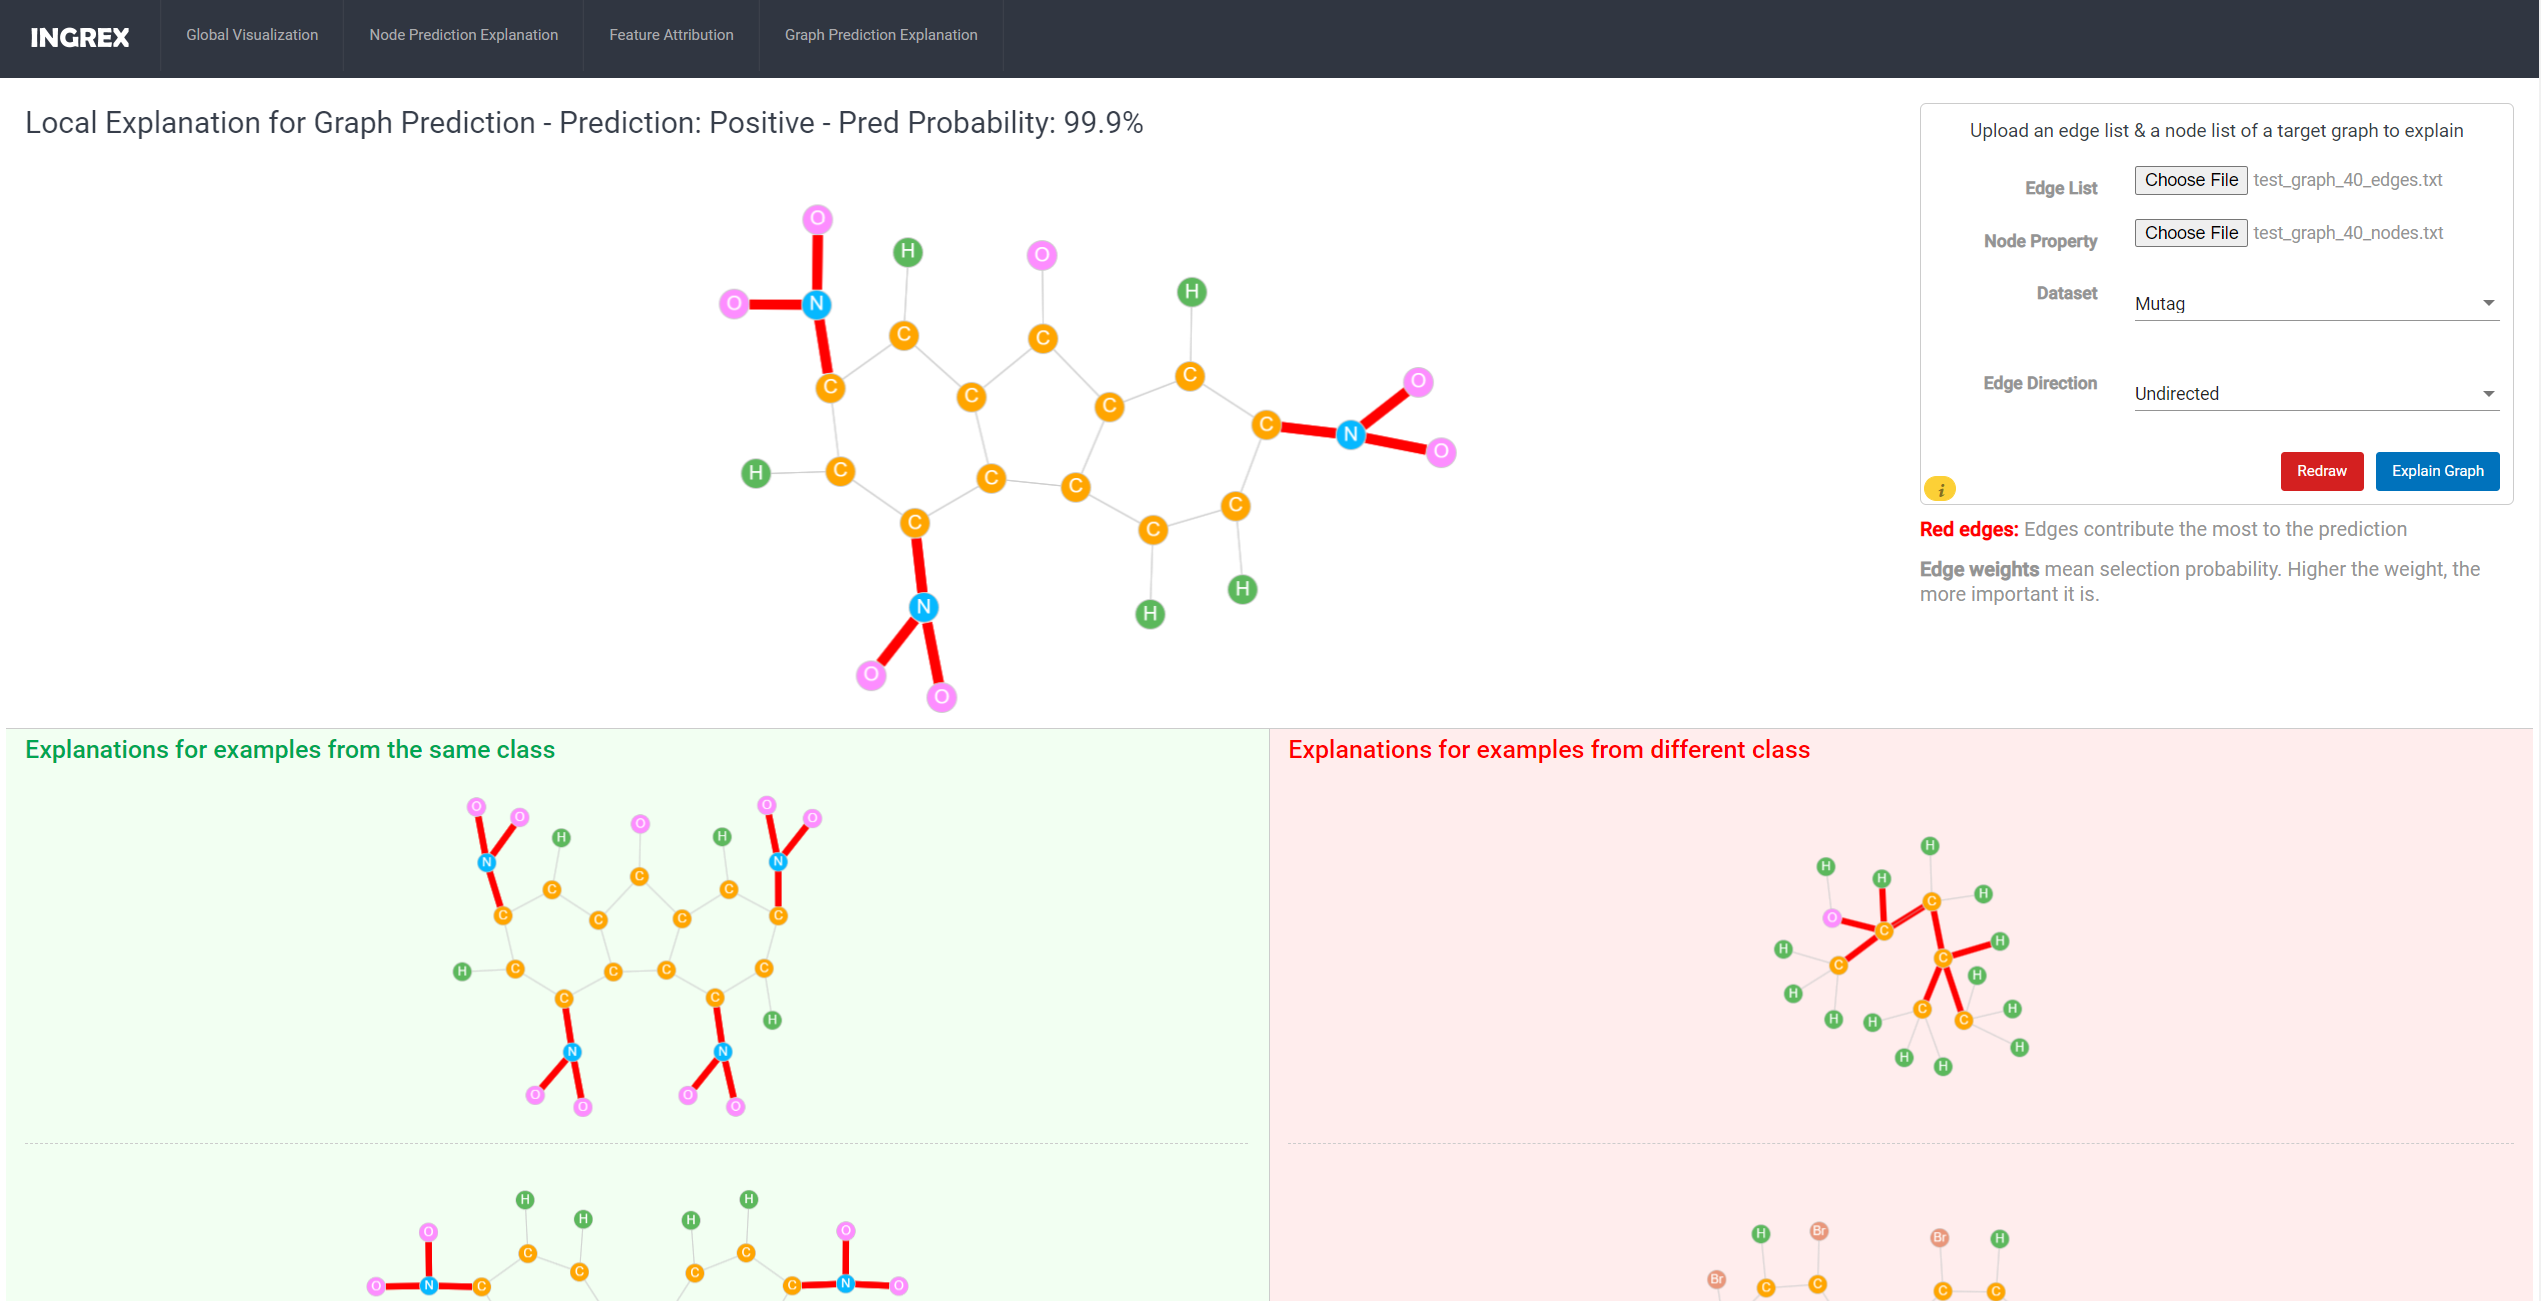 INGREX
Global Visualization
Node Prediction Explanation
Feature Attribution
Graph Prediction Explanation
Local Explanation for Graph Prediction - Prediction: Positive - Pred Probability: 99.9%
Upload an edge list & a node list of a target graph to explain
Edge List
Choose File test_graph_40_edges.txt
Node Property
Choose File test_graph_40_nodes.txt
Dataset
Mutag
Edge Direction
Undirected
i
Redraw
Explain Graph
Red edges: Edges contribute the most to the prediction
Edge weights mean selection probability. Higher the weight, the
more important it is.
O
H
O
H
O
N
C
C
C
O
C
C
C
C
C
N
O
H
C
C
C
C
C
C
H
H
N
H
O
O
Explanations for examples from the same class
O
O
O
O
H
O
H
N
N
C
C
C
C
C
C
C
H
C
C
C
C
C
C
H
N
N
O
O
O
O
H
H
H
H
O
O
C
C
C
C
O
N
C
C
N
O
Explanations for examples from different class
H
H
H
H
C
O
C
H
H
C
C
H
H
H
C
H
H
C
H
H
H
H
H
Br
Br
H
Br
C
C
C
C